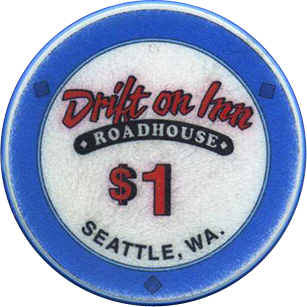 Drift on Inn
ROADHOUSE
$1
SEATTLE, WA.